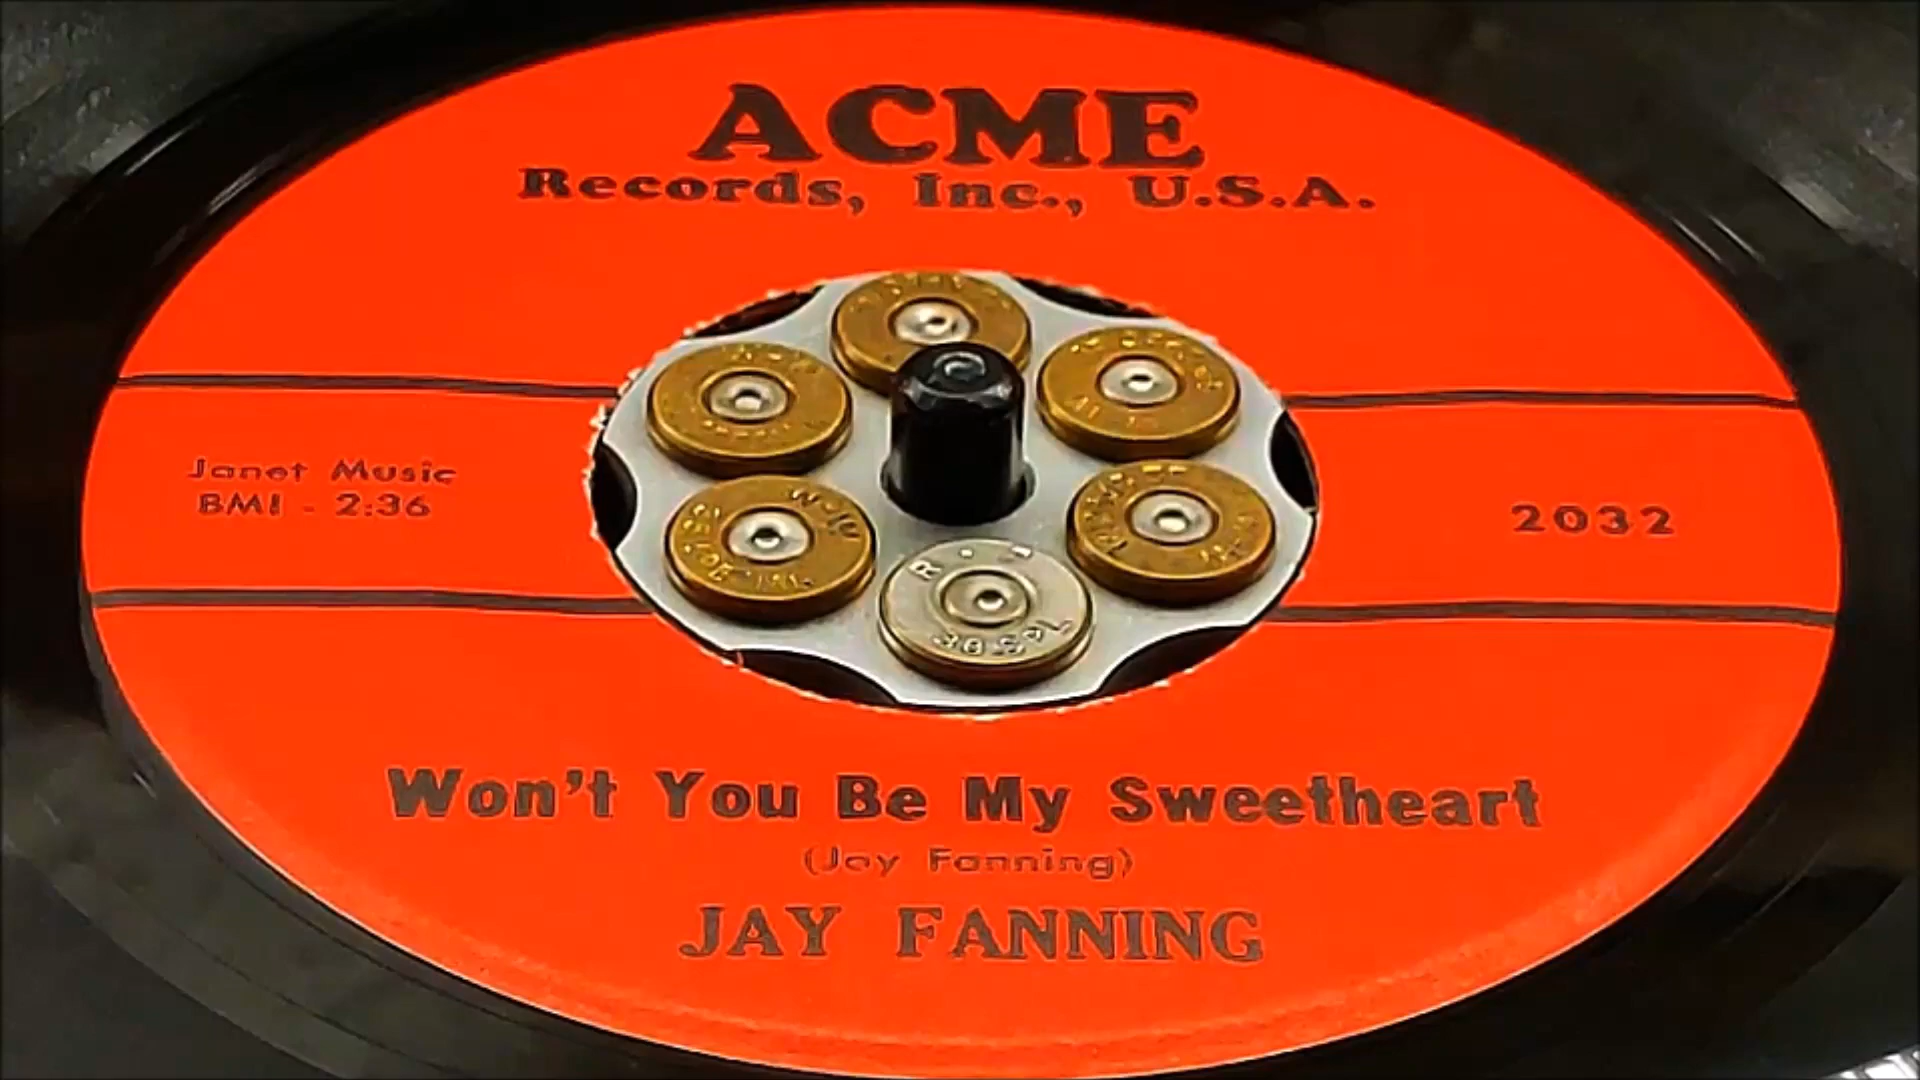 ACME
Records, Inc., U.S.A.
Janet Music
BMI - 2:36
2032
Won't You Be My Sweetheart
(Jay Fanning)
JAY FANNING